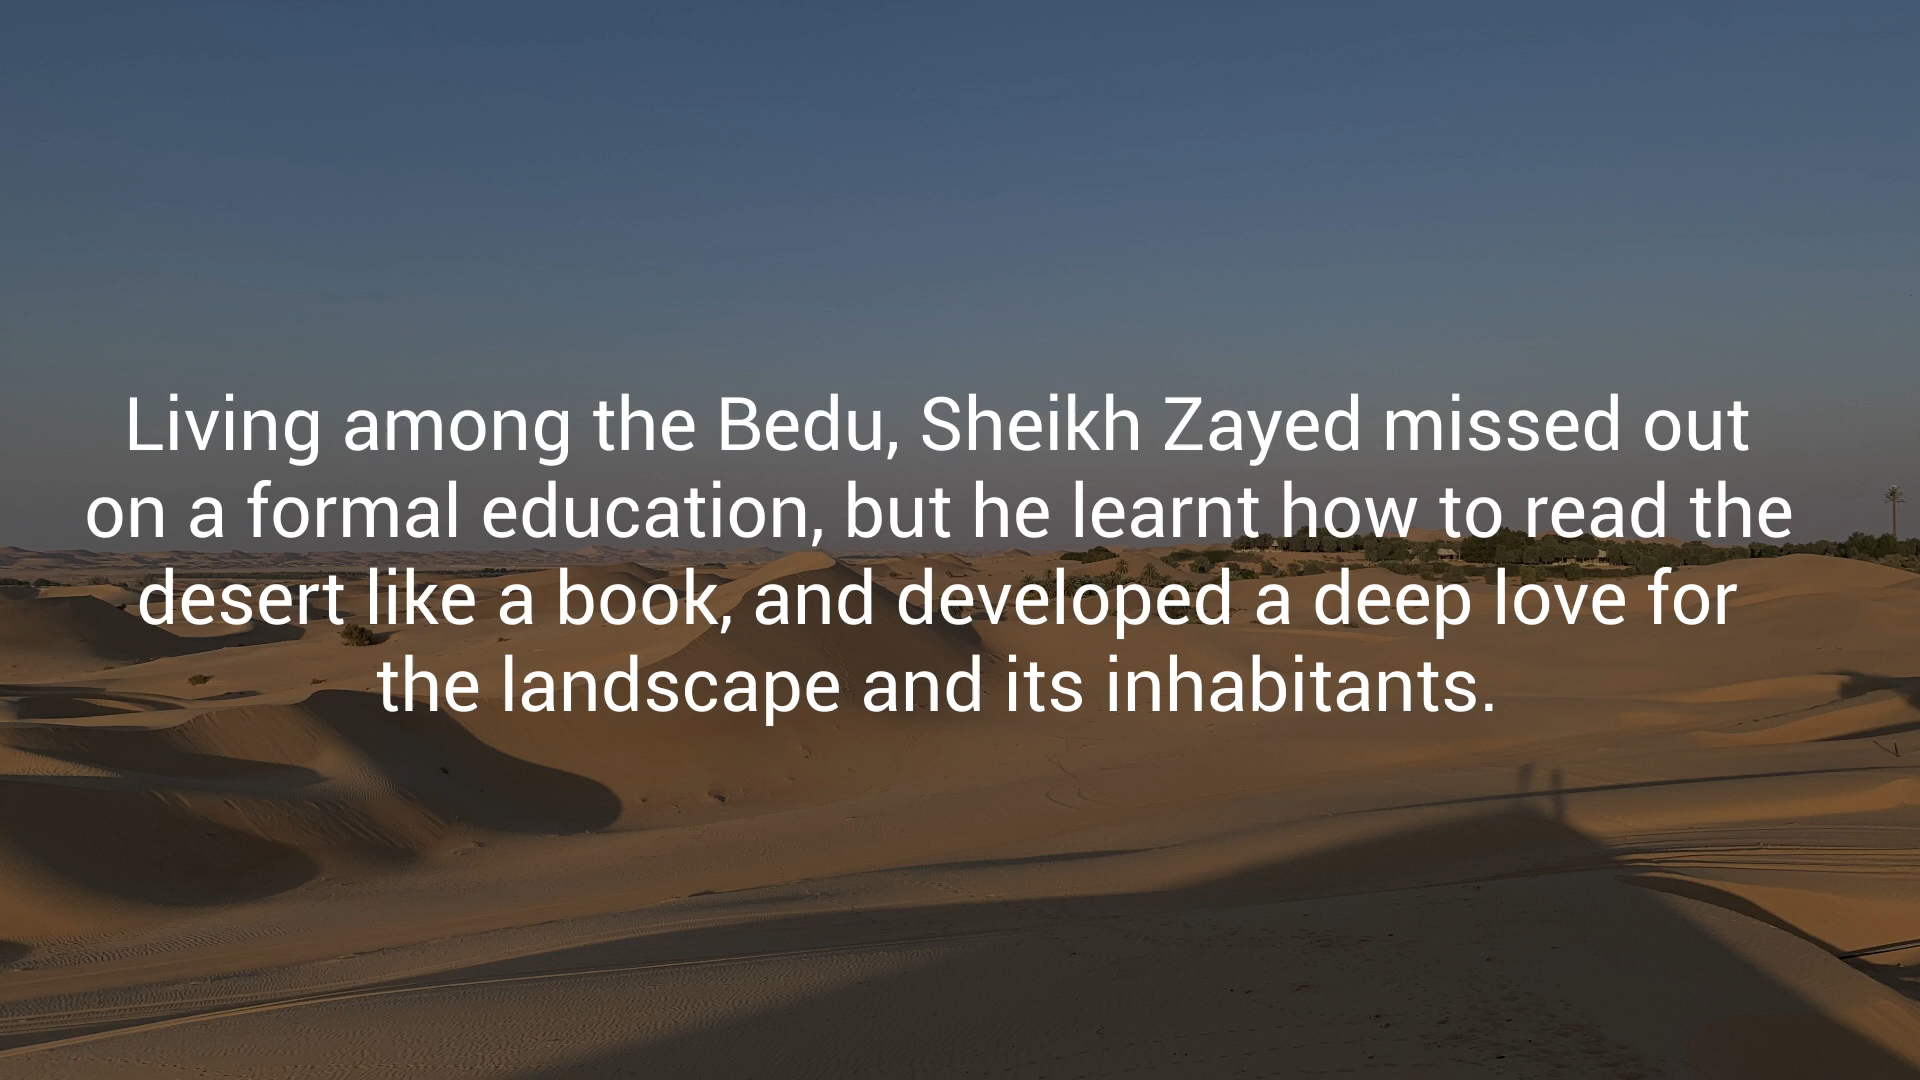 Living among the Bedu, Sheikh Zayed missed out
on a formal education, but he learnt how to read the
desert like a book, and developed a deep love for
the landscape and its inhabitants.